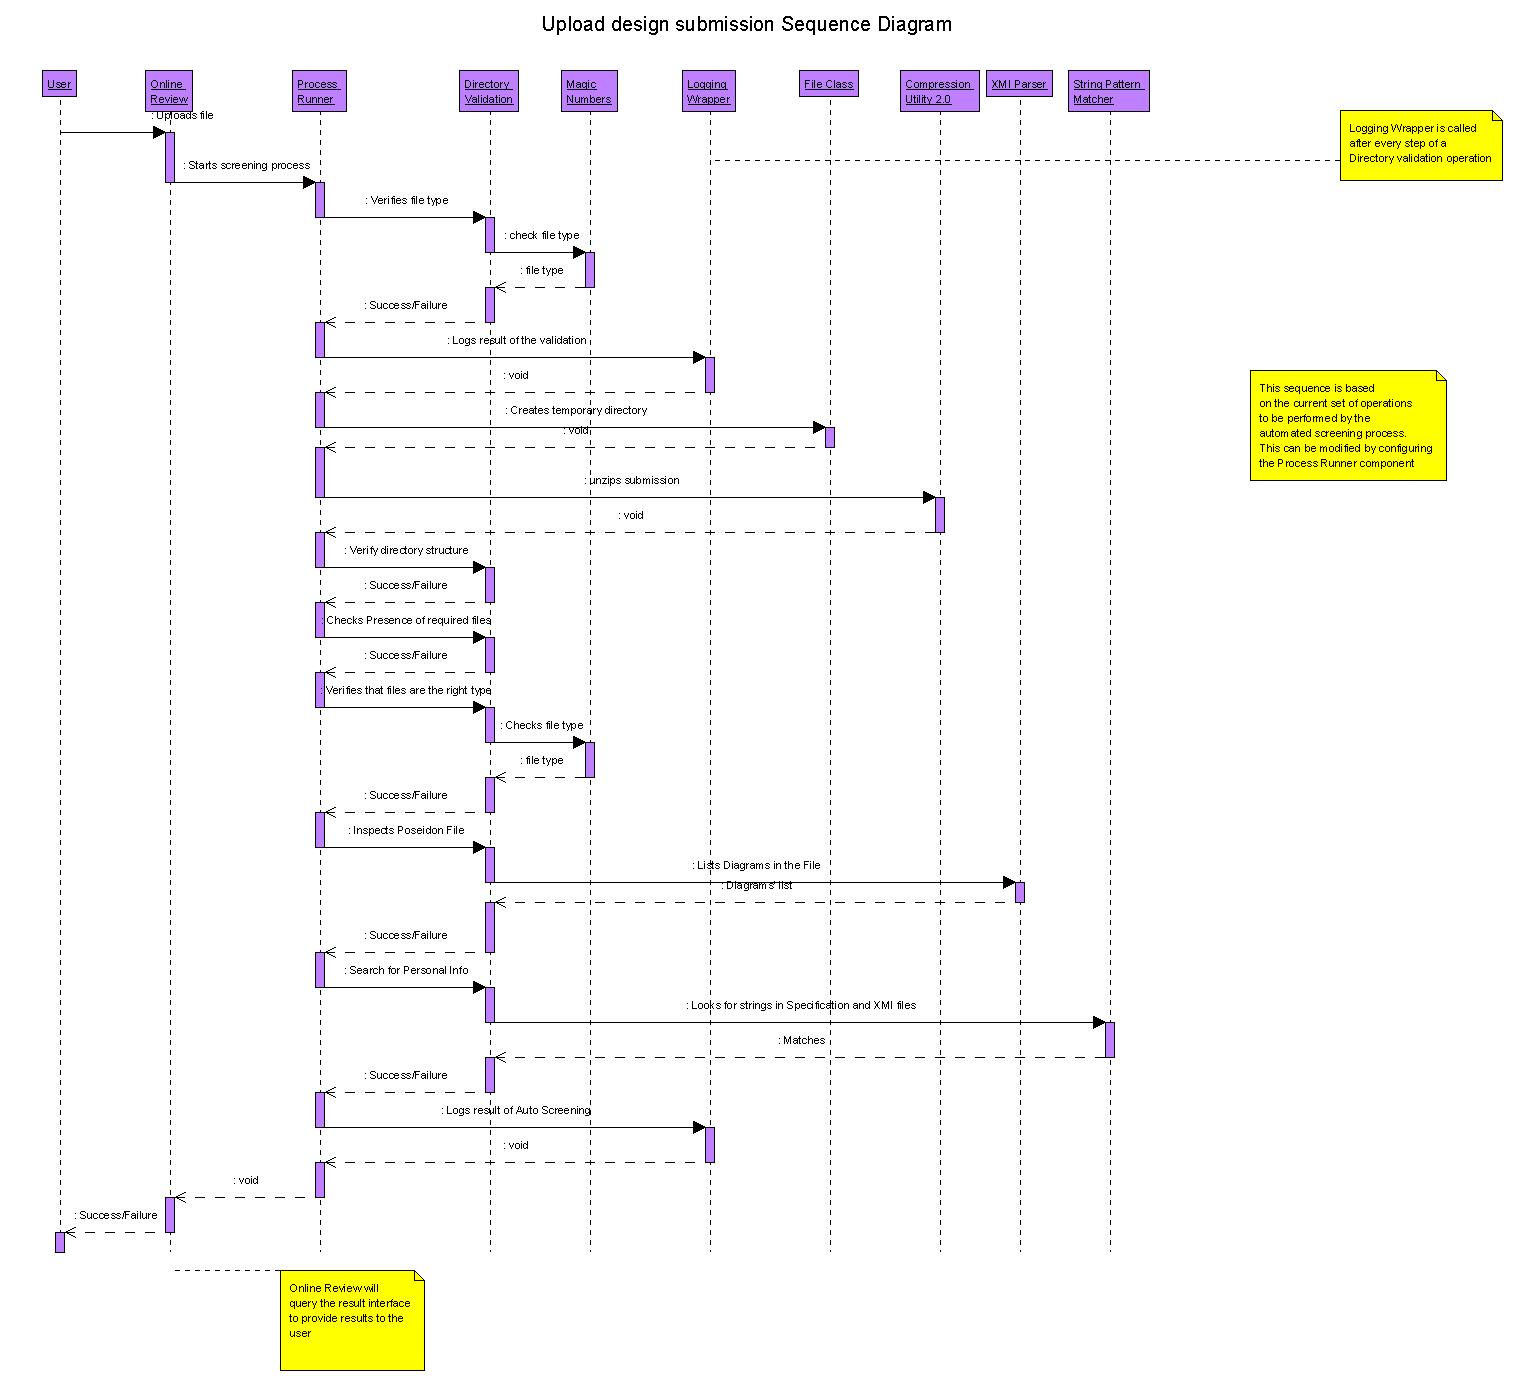 Upload design submission Sequence Diagram
User
Online
Review
Process
Runner
Directory
Validation
Magic
Numbers
Logging
Wrapper
File Class
Compression
Utility 2.0
XMI Parser
String Pattern
Matcher
: Uploads file
Logging Wrapper is called
after every step of a
Directory validation operation
: Starts screening process
: Verifies file type
: check file type
: file type
: Success/Failure
: Logs result of the validation
: void
This sequence is based
on the current set of operations
to be performed by the
automated screening process.
This can be modified by configuring
the Process Runner component
: Creates temporary directory
: void
: unzips submission
: void
: Verify directory structure
: Success/Failure
: Checks Presence of required files
: Success/Failure
: Verifies that files are the right type
: Checks file type
: file type
: Success/Failure
: Inspects Poseidon File
: Lists Diagrams in the File
: Diagrams' list
: Success/Failure
: Search for Personal Info
: Looks for strings in Specification and XMI files
: Matches
: Success/Failure
: Logs result of Auto Screening
: void
: void
: Success/Failure
Online Review will
query the result interface
to provide results to the
user